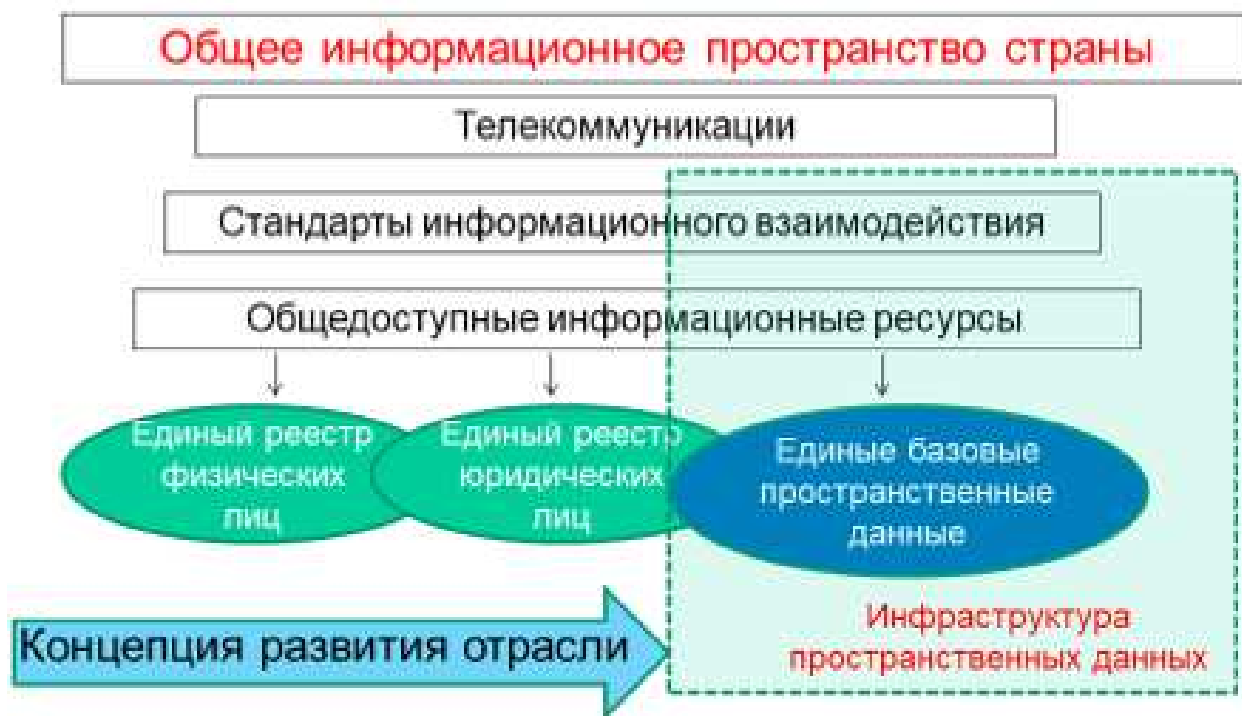 Общее информационное пространство страны
Телекоммуникации
Стандарты информационного взаимодействия
Общедоступные информационные ресурсы
Единый реестр
физических
лиц
Единый реестр
юридических
лиц
Единые базовые
пространственные
данные
Концепция развития отрасли
Инфраструктура
пространственных данных